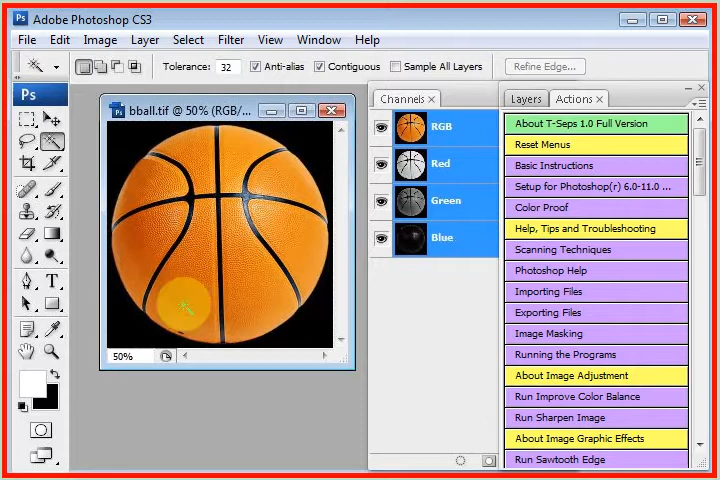 Ps Adobe Photoshop CS3
File Edit Image Layer Select Filter View Window Help
Tolerance: 32 Anti-alias Contiguous Sample All Layers Refine Edge...
Ps
bball.tif @ 50% (RGB/...
50%
Channels
RGB
Red
Green
Blue
Layers Actions
About T-Seps 1.0 Full Version
Reset Menus
Basic Instructions
Setup for Photoshop(r) 6.0-11.0 ...
Color Proof
Help, Tips and Troubleshooting
Scanning Techniques
Photoshop Help
Importing Files
Exporting Files
Image Masking
Running the Programs
About Image Adjustment
Run Improve Color Balance
Run Sharpen Image
About Image Graphic Effects
Run Sawtooth Edge